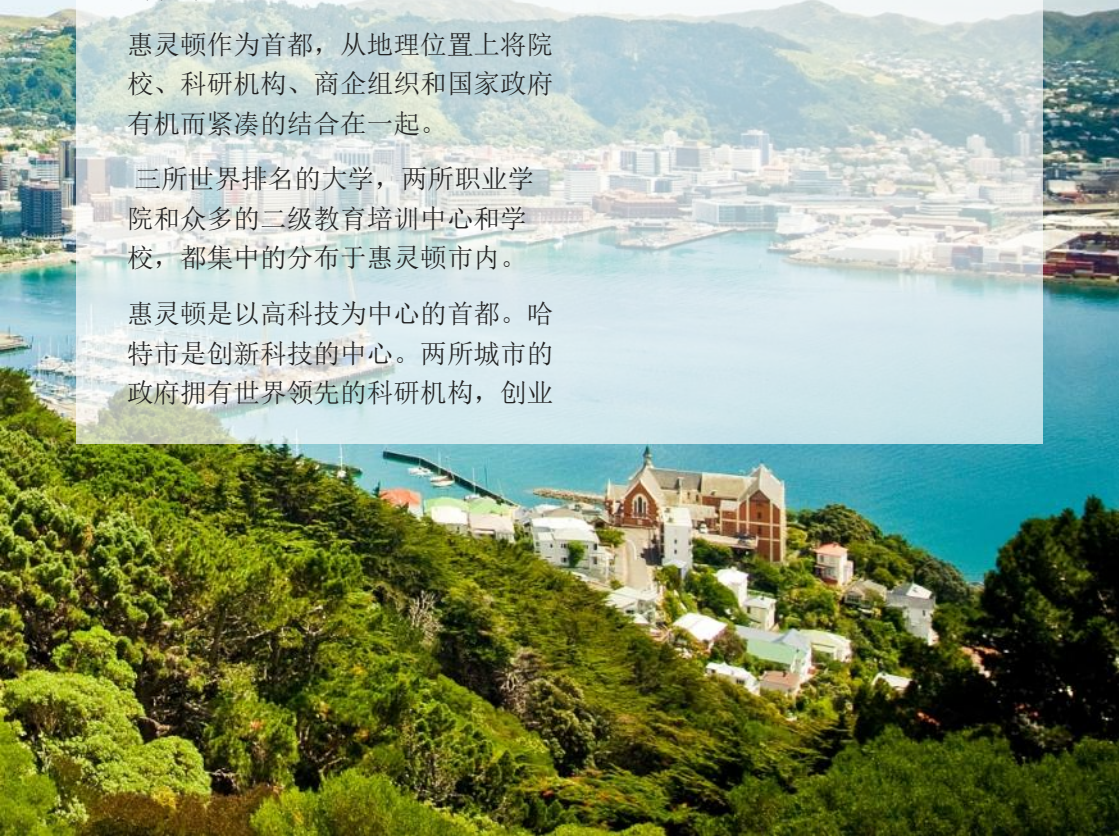 惠灵顿作为首都，从地理位置上将院
校、科研机构、商企组织和国家政府
有机而紧凑的结合在一起。
三所世界排名的大学，两所职业学
院和众多的二级教育培训中心和学
校，都集中的分布于惠灵顿市内。
惠灵顿是以高科技为中心的首都。哈
特市是创新科技的中心。两所城市的
政府拥有世界领先的科研机构，创业